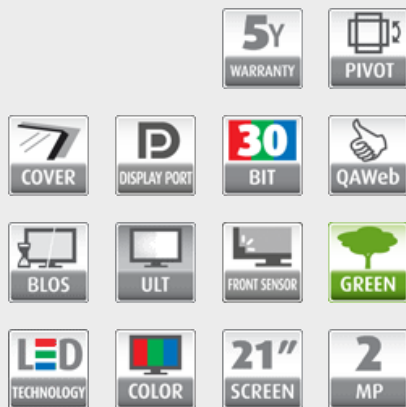 5Y
WARRANTY
PIVOT
COVER
DISPLAY PORT
30
BIT
QAWeb
BLOS
ULT
FRONT SENSOR
GREEN
LED
TECHNOLOGY
COLOR
21"
SCREEN
2
MP